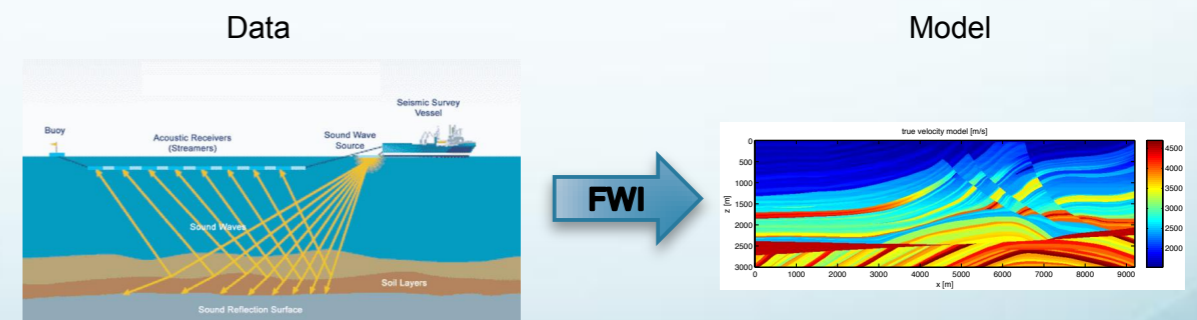 Data
Model
Seismic Survey
Vessel
Buoy
Acoustic Receivers
(Streamers)
Sound Wave
Source
Sound Waves
Soil Layers
Sound Reflection Surface
FWI
true velocity model [m/s]
0
500
1000
1500
2000
2500
3000
z [m]
0 1000 2000 3000 4000 5000 6000 7000 8000 9000
x [m]
4500
4000
3500
3000
2500
2000